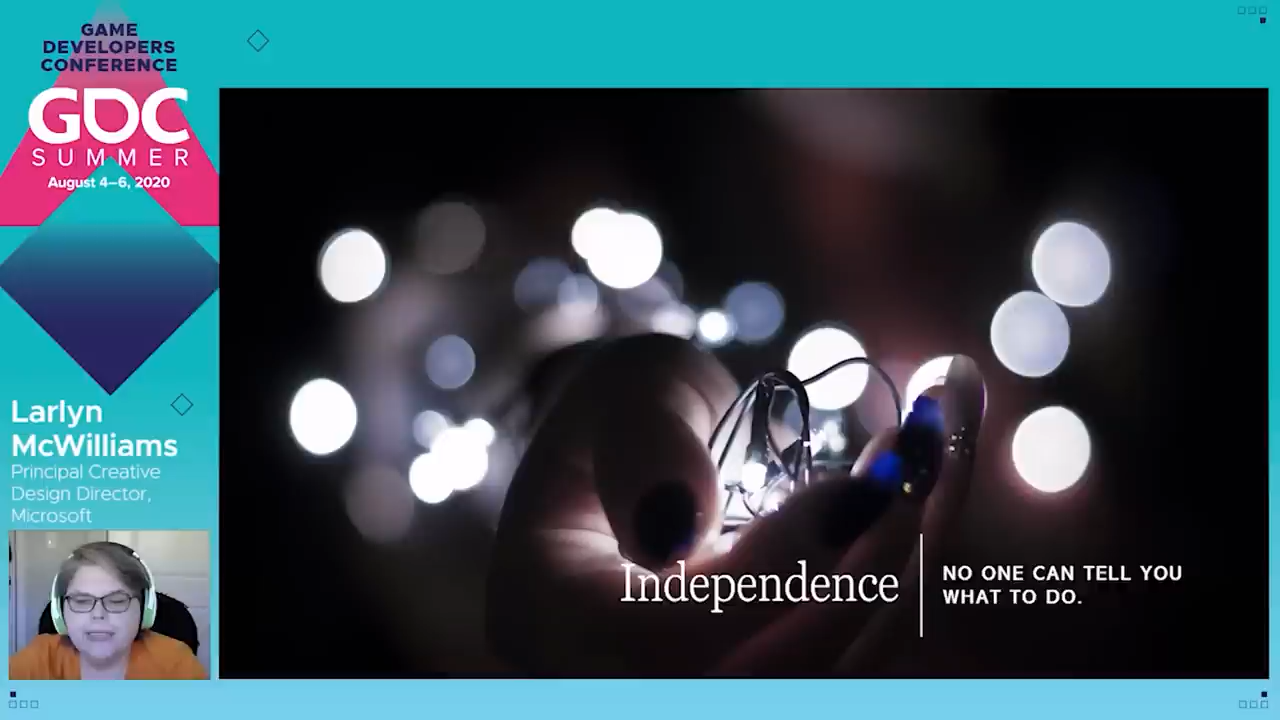 GAME
DEVELOPERS
CONFERENCE
GDC
SUMMER
August 4–6, 2020
Larlyn
McWilliams
Principal Creative
Design Director,
Microsoft
Independence
NO ONE CAN TELL YOU
WHAT TO DO.